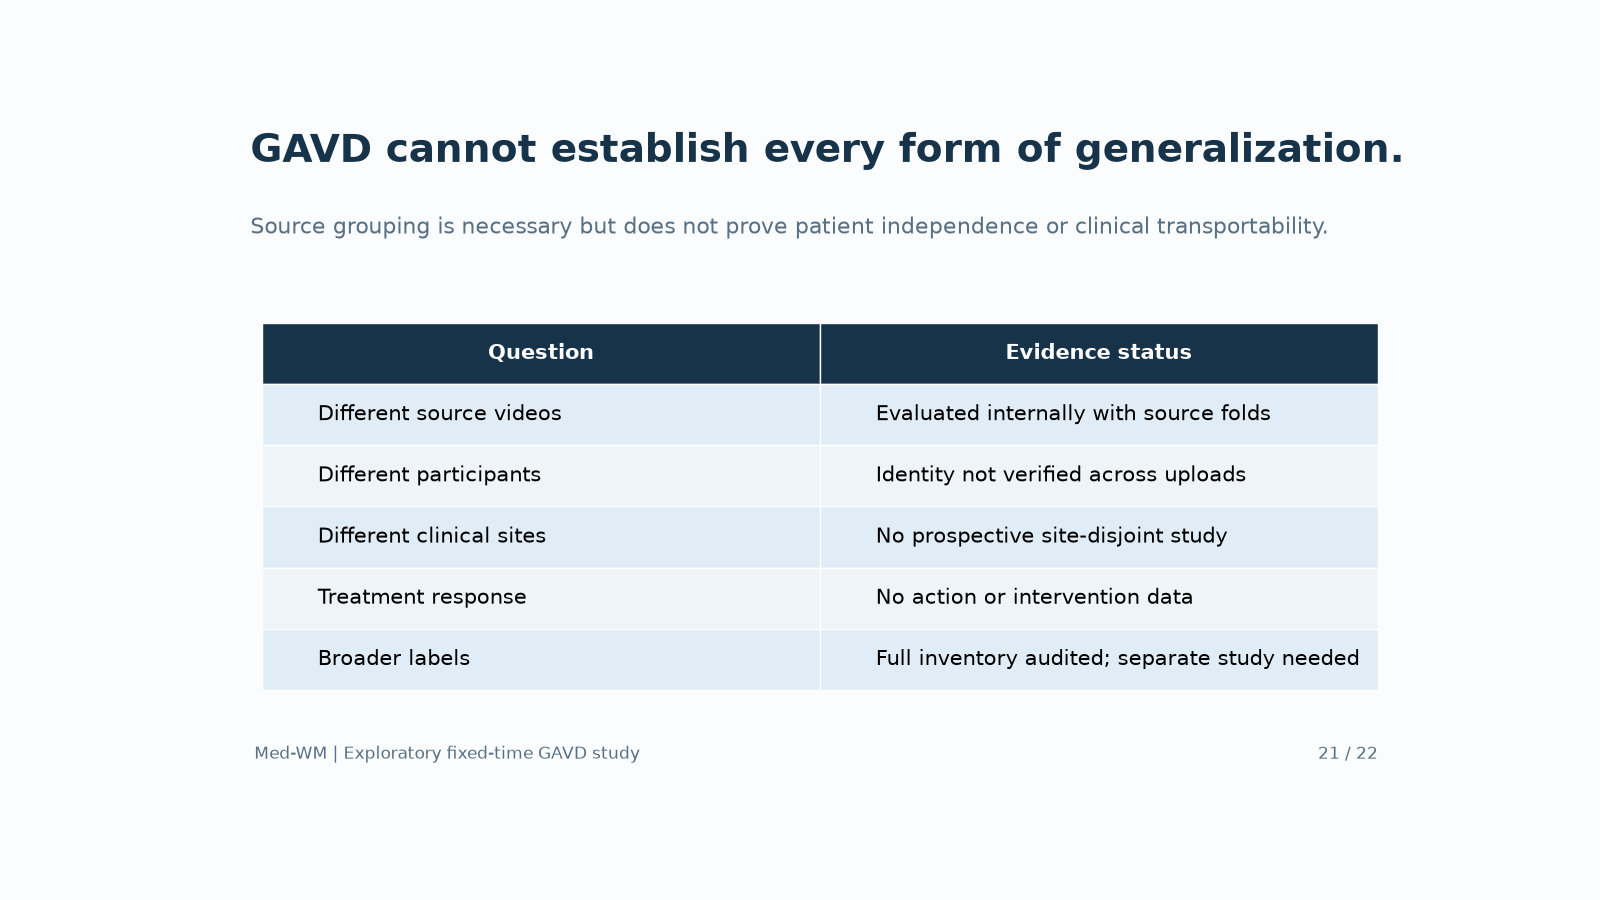 GAVD cannot establish every form of generalization.
Source grouping is necessary but does not prove patient independence or clinical transportability.
Question Evidence status
Different source videos Evaluated internally with source folds
Different participants Identity not verified across uploads
Different clinical sites No prospective site-disjoint study
Treatment response No action or intervention data
Broader labels Full inventory audited; separate study needed
Med-WM | Exploratory fixed-time GAVD study 21 / 22